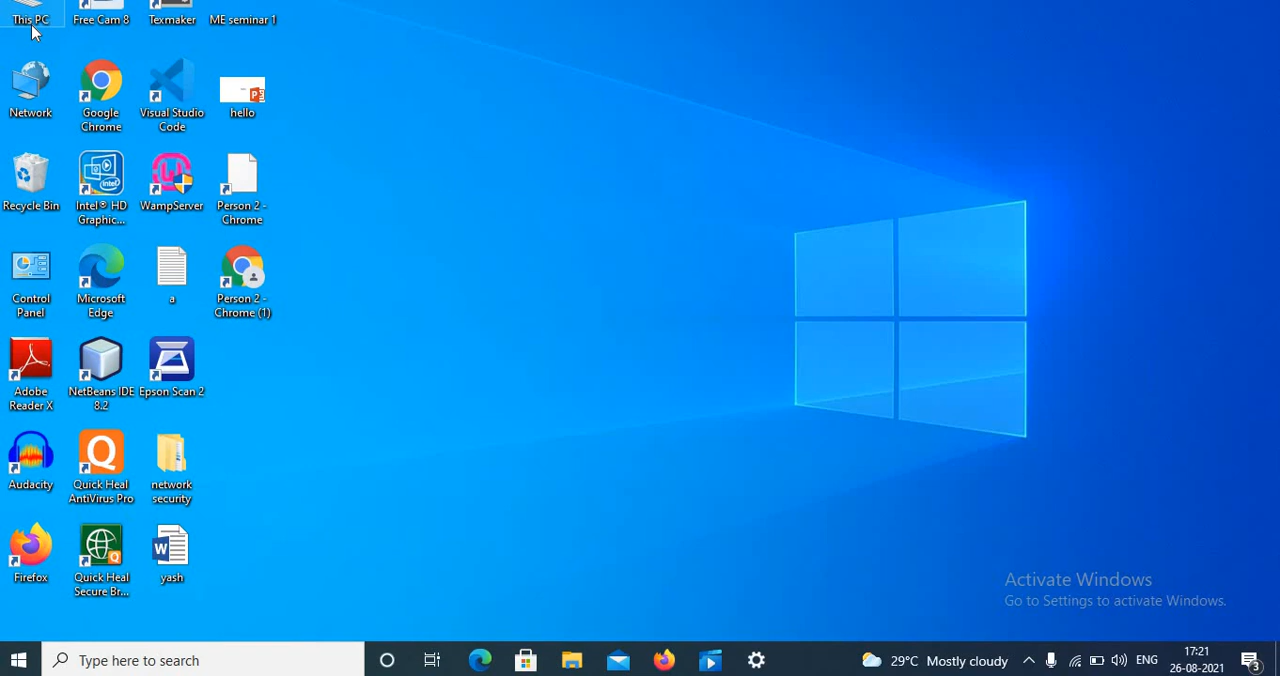 This PC
Free Cam 8
Texmaker
ME seminar 1
Network
Google
Chrome
Visual Studio
Code
hello
Recycle Bin
Intel® HD
Graphic...
WampServer
Person 2 -
Chrome
Control
Panel
Microsoft
Edge
a
Person 2 -
Chrome (1)
Adobe
Reader X
NetBeans IDE
8.2
Epson Scan 2
Audacity
Quick Heal
AntiVirus Pro
network
security
Firefox
Quick Heal
Secure Br...
yash
Activate Windows
Go to Settings to activate Windows.
Type here to search
29°C Mostly cloudy
ENG
17:21
26-08-2021
3